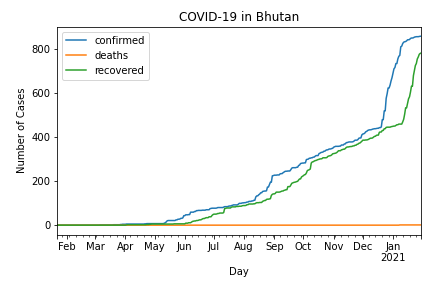 COVID-19 in Bhutan
confirmed
deaths
recovered
Number of Cases
800
600
400
200
0
Feb Mar Apr May Jun Jul Aug Sep Oct Nov Dec Jan
2021
Day